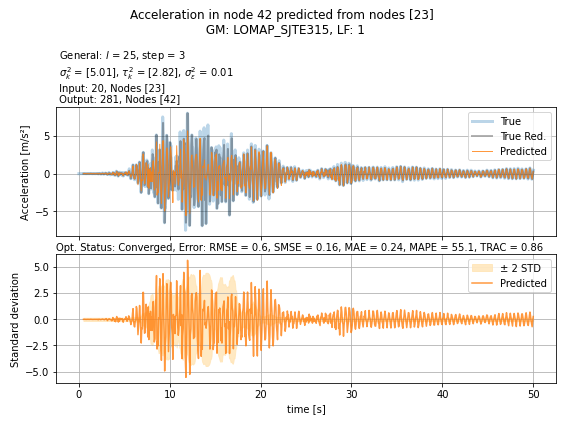 Acceleration in node 42 predicted from nodes [23]
GM: LOMAP_SJTE315, LF: 1
General: l = 25, step = 3
σ_k^2 = [5.01], τ_k^2 = [2.82], σ_ε^2 = 0.01
Input: 20, Nodes [23]
Output: 281, Nodes [42]
True
True Red.
Predicted
Acceleration [m/s²]
5
0
−5
Opt. Status: Converged, Error: RMSE = 0.6, SMSE = 0.16, MAE = 0.24, MAPE = 55.1, TRAC = 0.86
± 2 STD
Predicted
Standard deviation
5.0
2.5
0.0
−2.5
−5.0
0 10 20 30 40 50
time [s]